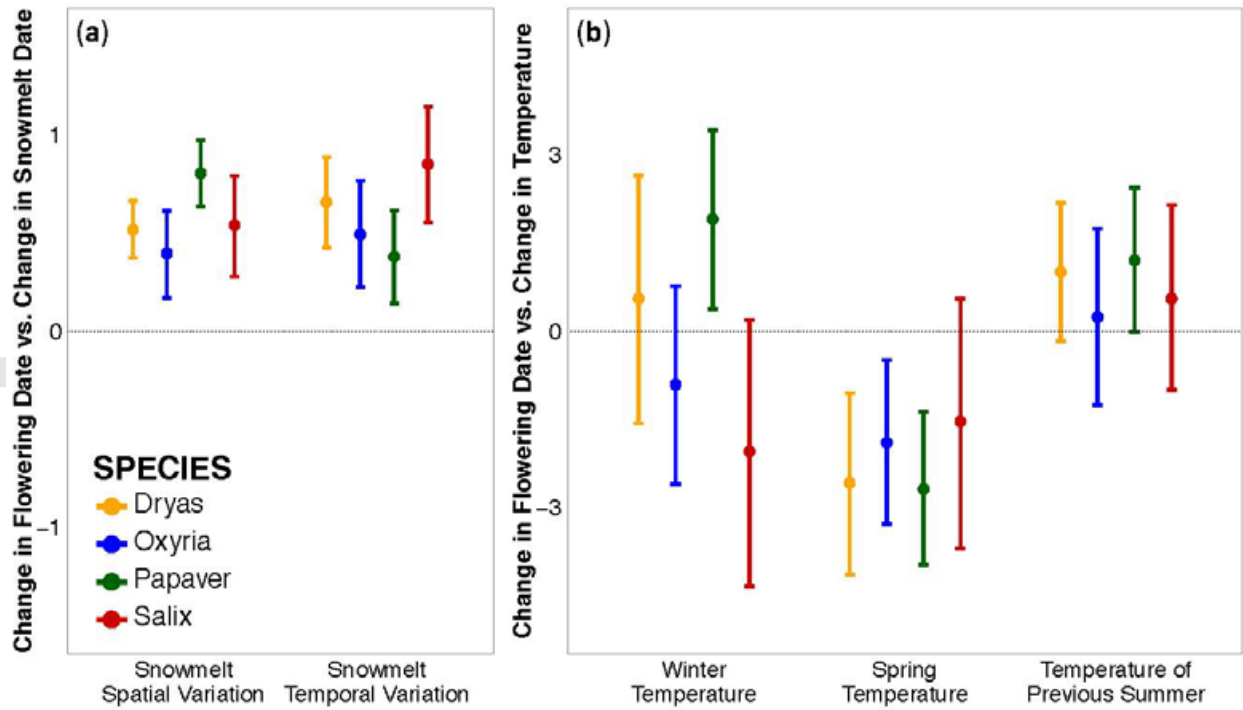 (a)
Change in Flowering Date vs. Change in Snowmelt Date
1
0
−1
SPECIES
Dryas
Oxyria
Papaver
Salix
Snowmelt
Spatial Variation
Snowmelt
Temporal Variation
(b)
Change in Flowering Date vs. Change in Temperature
3
0
−3
Winter
Temperature
Spring
Temperature
Temperature of
Previous Summer